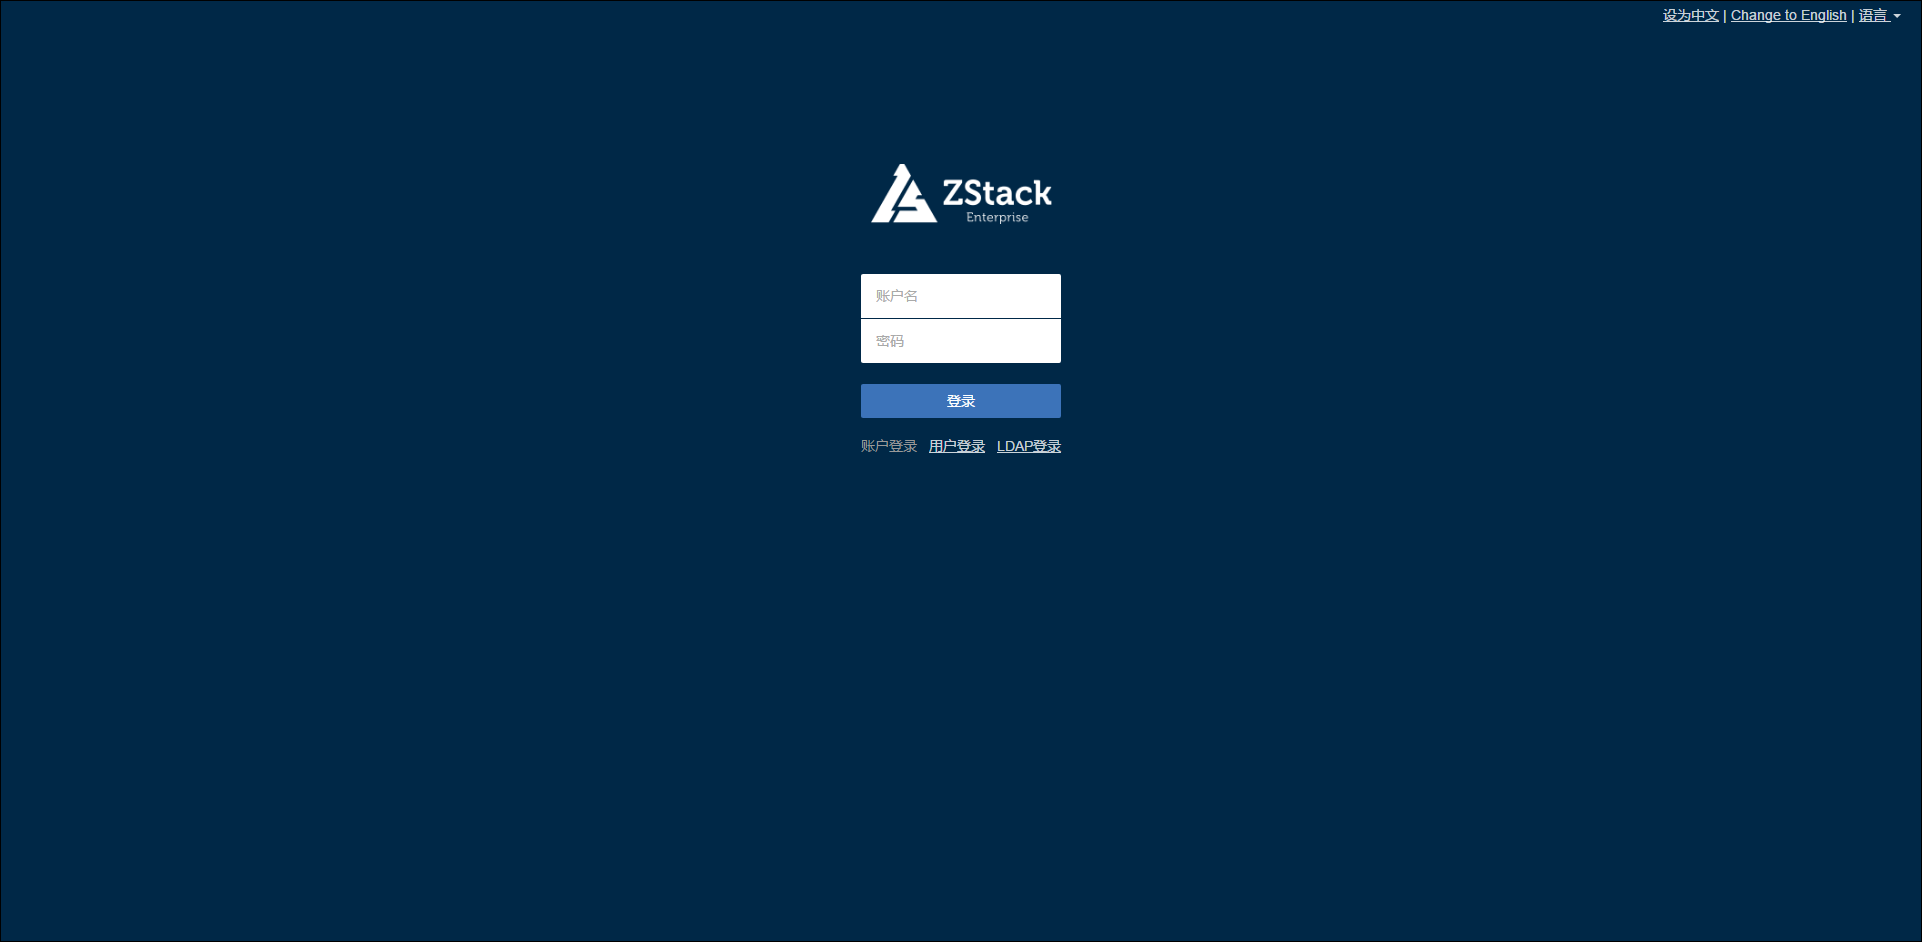 设为中文 | Change to English | 语言
ZStack
Enterprise
账户名
密码
登录
账户登录 用户登录 LDAP登录